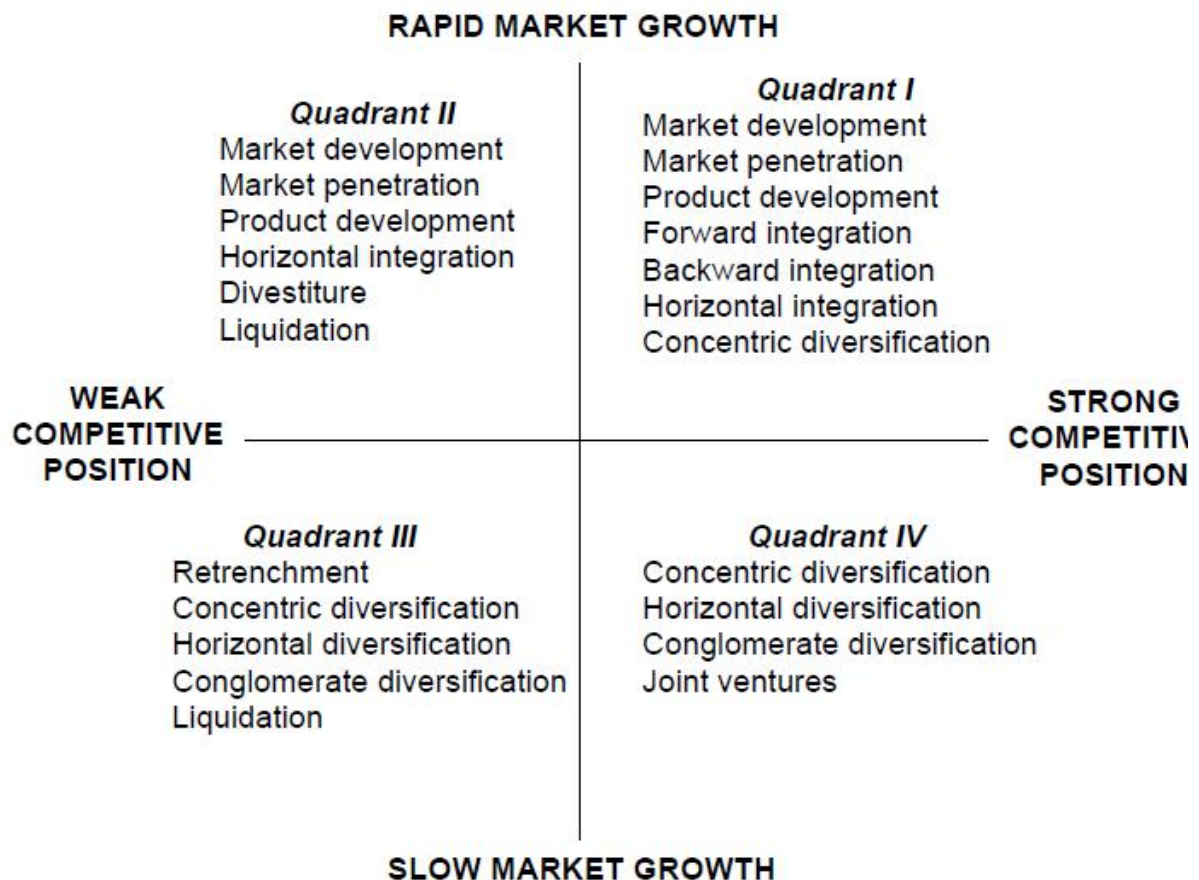 RAPID MARKET GROWTH
Quadrant II
Market development
Market penetration
Product development
Horizontal integration
Divestiture
Liquidation
Quadrant I
Market development
Market penetration
Product development
Forward integration
Backward integration
Horizontal integration
Concentric diversification
WEAK
COMPETITIVE
POSITION
STRONG
COMPETITIV
POSITION
Quadrant III
Retrenchment
Concentric diversification
Horizontal diversification
Conglomerate diversification
Liquidation
Quadrant IV
Concentric diversification
Horizontal diversification
Conglomerate diversification
Joint ventures
SLOW MARKET GROWTH